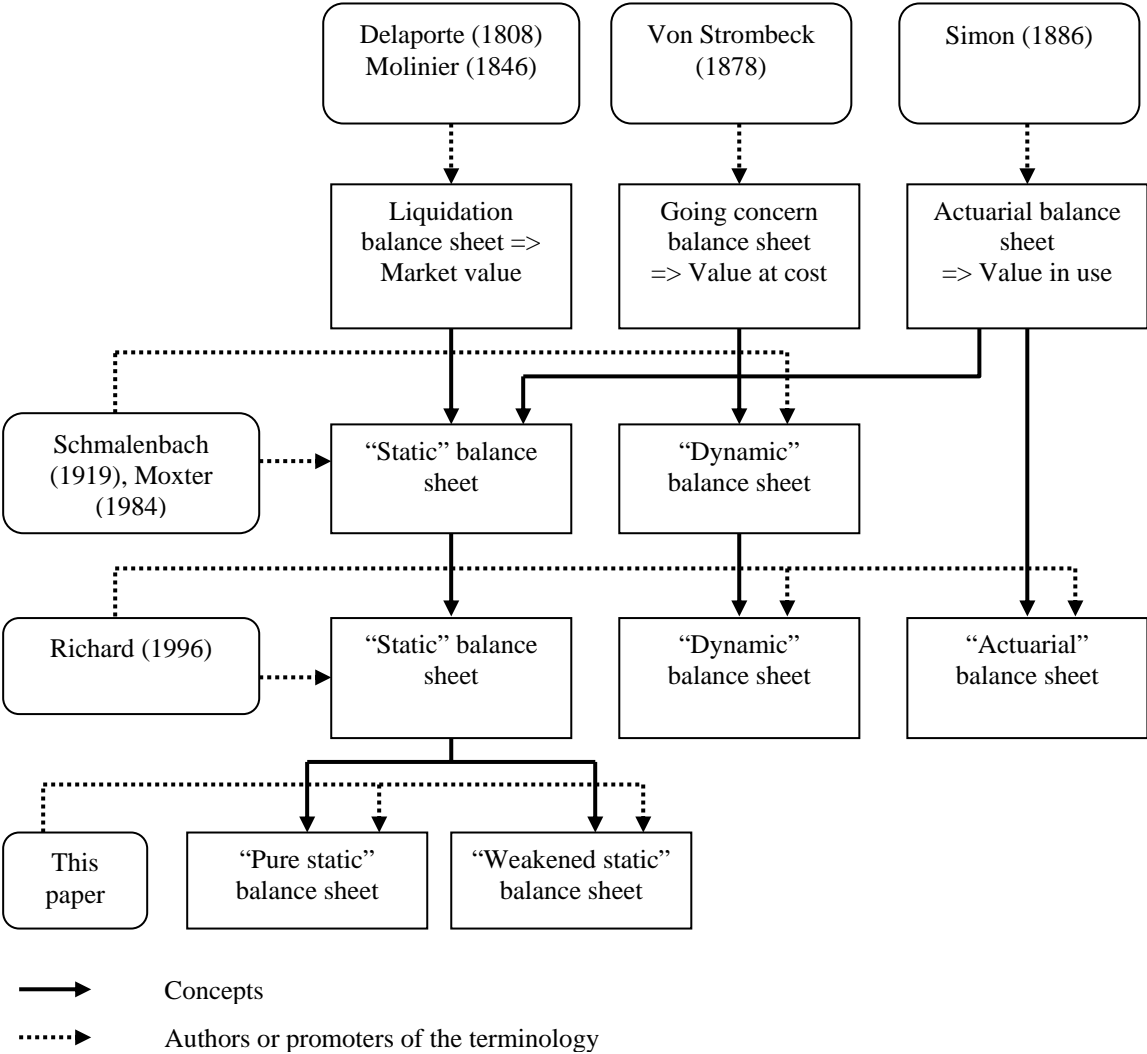 Delaporte (1808)
Molinier (1846)
Von Strombeck
(1878)
Simon (1886)
Liquidation
balance sheet =>
Market value
Going concern
balance sheet
=> Value at cost
Actuarial balance
sheet
=> Value in use
Schmalenbach
(1919), Moxter
(1984)
“Static” balance
sheet
“Dynamic”
balance sheet
Richard (1996)
“Static” balance
sheet
“Dynamic”
balance sheet
“Actuarial”
balance sheet
This
paper
“Pure static”
balance sheet
“Weakened static”
balance sheet
Concepts
Authors or promoters of the terminology